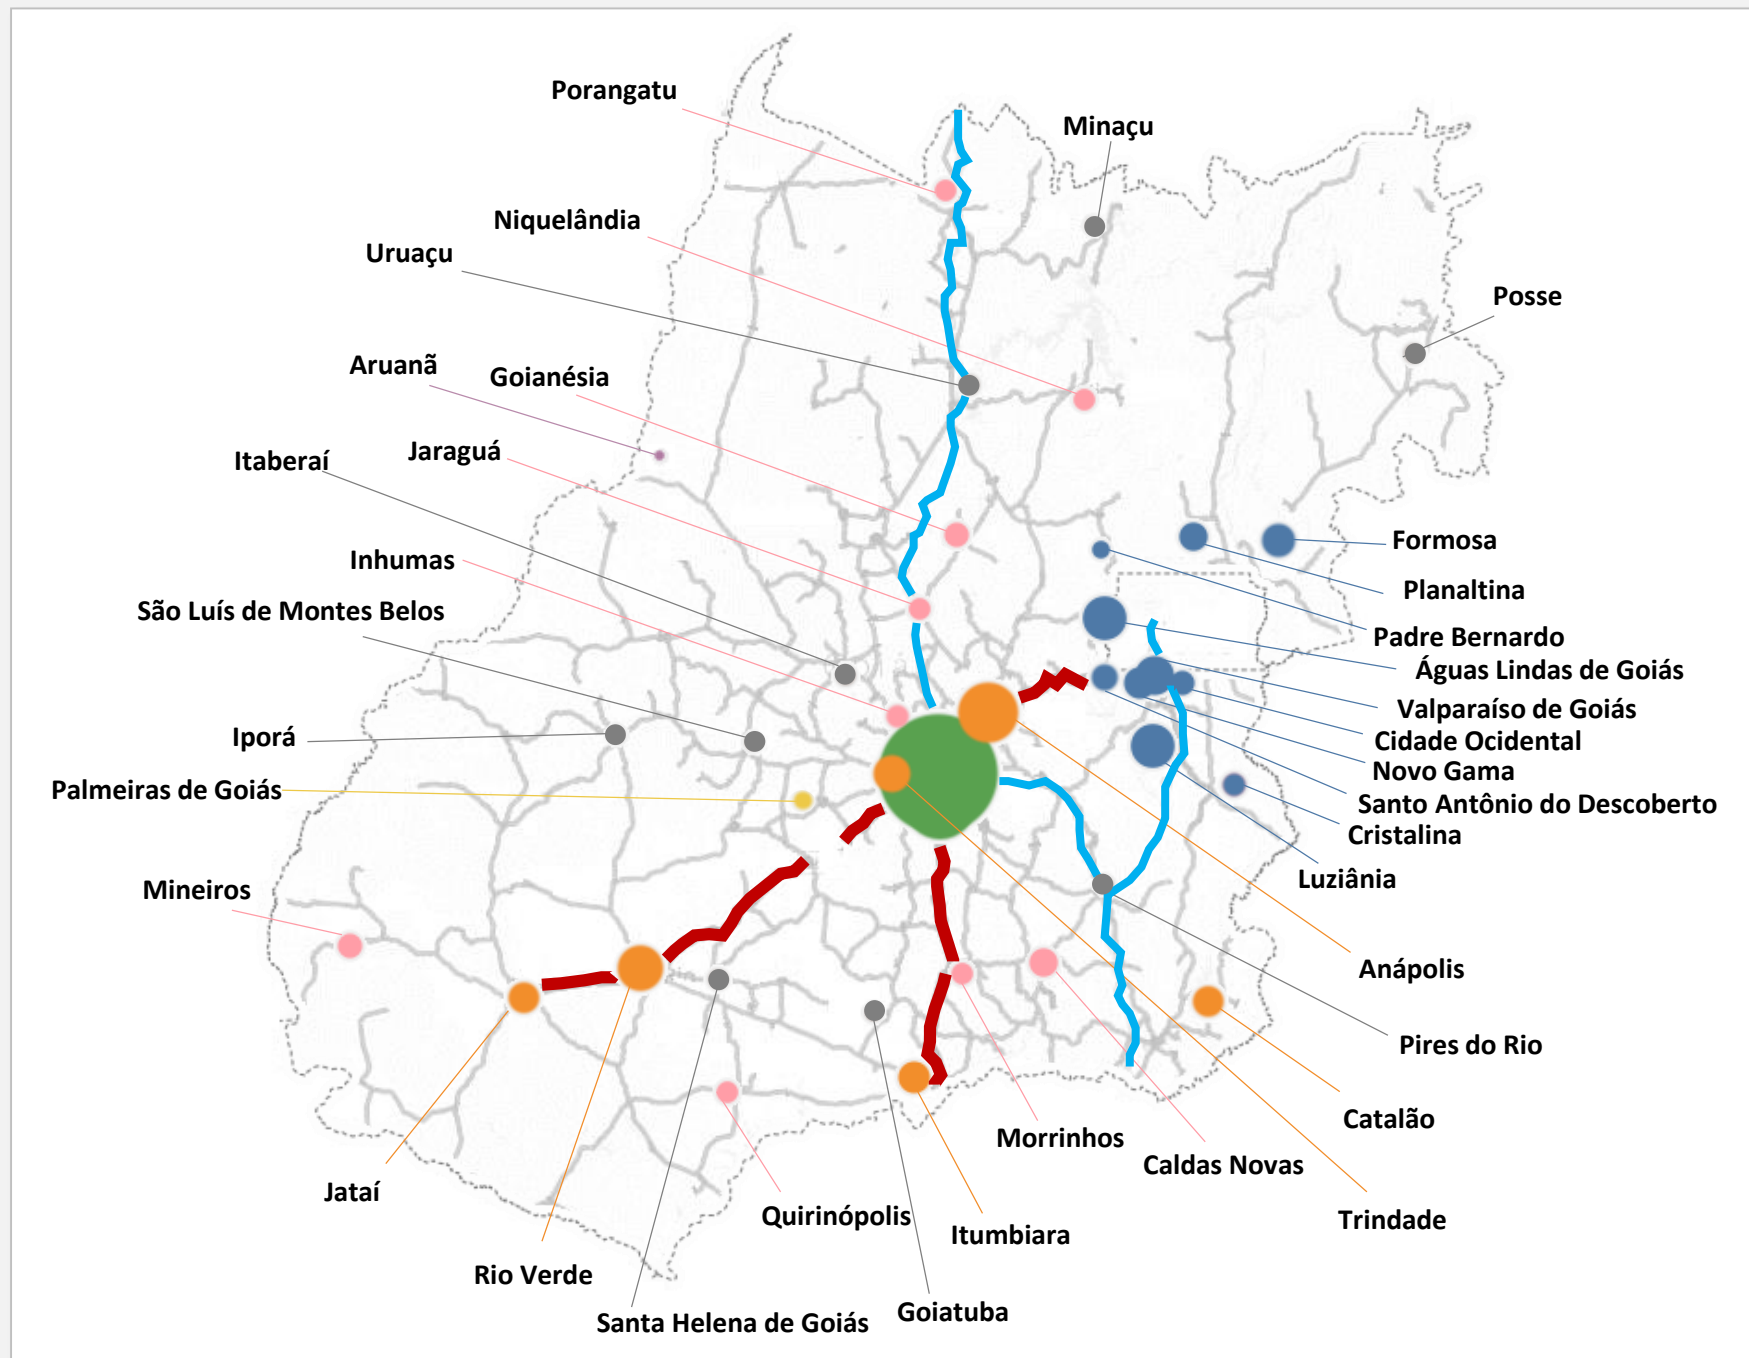 Porangatu
Minaçu
Niquelândia
Uruaçu
Posse
Aruanã
Goianésia
Jaraguá
Itaberaí
Formosa
Inhumas
Planaltina
São Luís de Montes Belos
Padre Bernardo
Águas Lindas de Goiás
Valparaíso de Goiás
Iporá
Cidade Ocidental
Novo Gama
Palmeiras de Goiás
Santo Antônio do Descoberto
Cristalina
Luziânia
Mineiros
Anápolis
Pires do Rio
Catalão
Morrinhos
Caldas Novas
Jataí
Quirinópolis
Trindade
Itumbiara
Rio Verde
Goiatuba
Santa Helena de Goiás